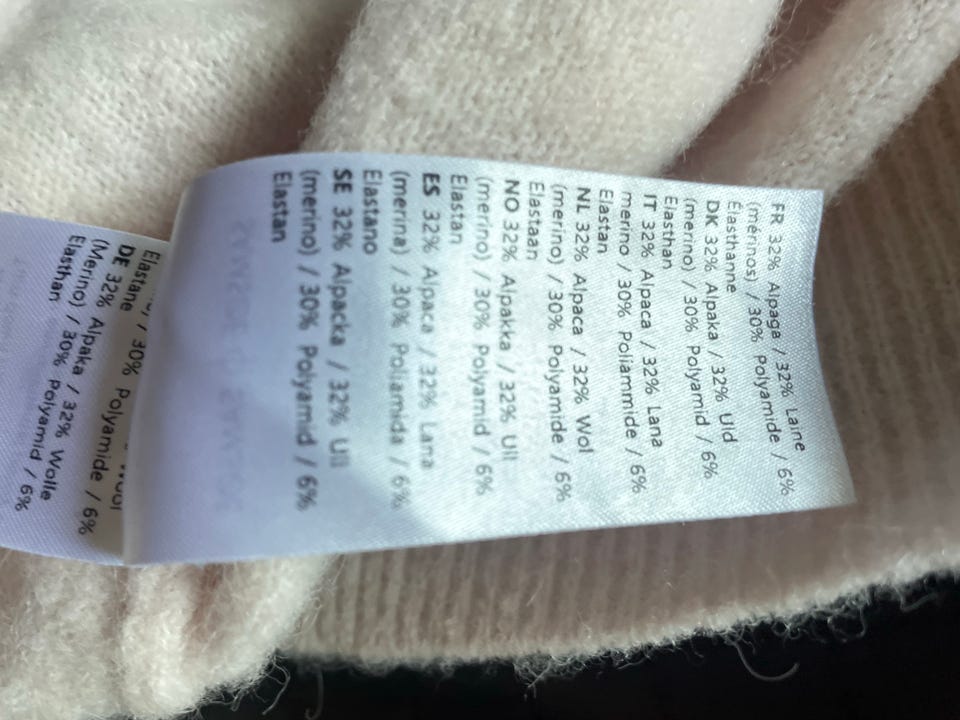 FR 32% Alpaga / 32% Laine
(mérinos) / 30% Polyamide / 6%
Élasthanne
DK 32% Alpaka / 32% Uld
(merino) / 30% Polyamid / 6%
Elasthan
IT 32% Alpaca / 32% Lana
merino / 30% Poliammide / 6%
Elastan
NL 32% Alpaca / 32% Wol
(merino) / 30% Polyamide / 6%
Elastaan
NO 32% Alpakka / 32% Ull
(merino) / 30% Polyamid / 6%
Elastan
ES 32% Alpaca / 32% Lana
(merina) / 30% Poliamida / 6%
Elastano
SE 32% Alpacka / 32% Ull
(merino) / 30% Polyamid / 6%
Elastan
/ 30% Polyamide / 6%
Elastane
DE 32% Alpaka / 32% Wolle
(Merino) / 30% Polyamid / 6%
Elasthan